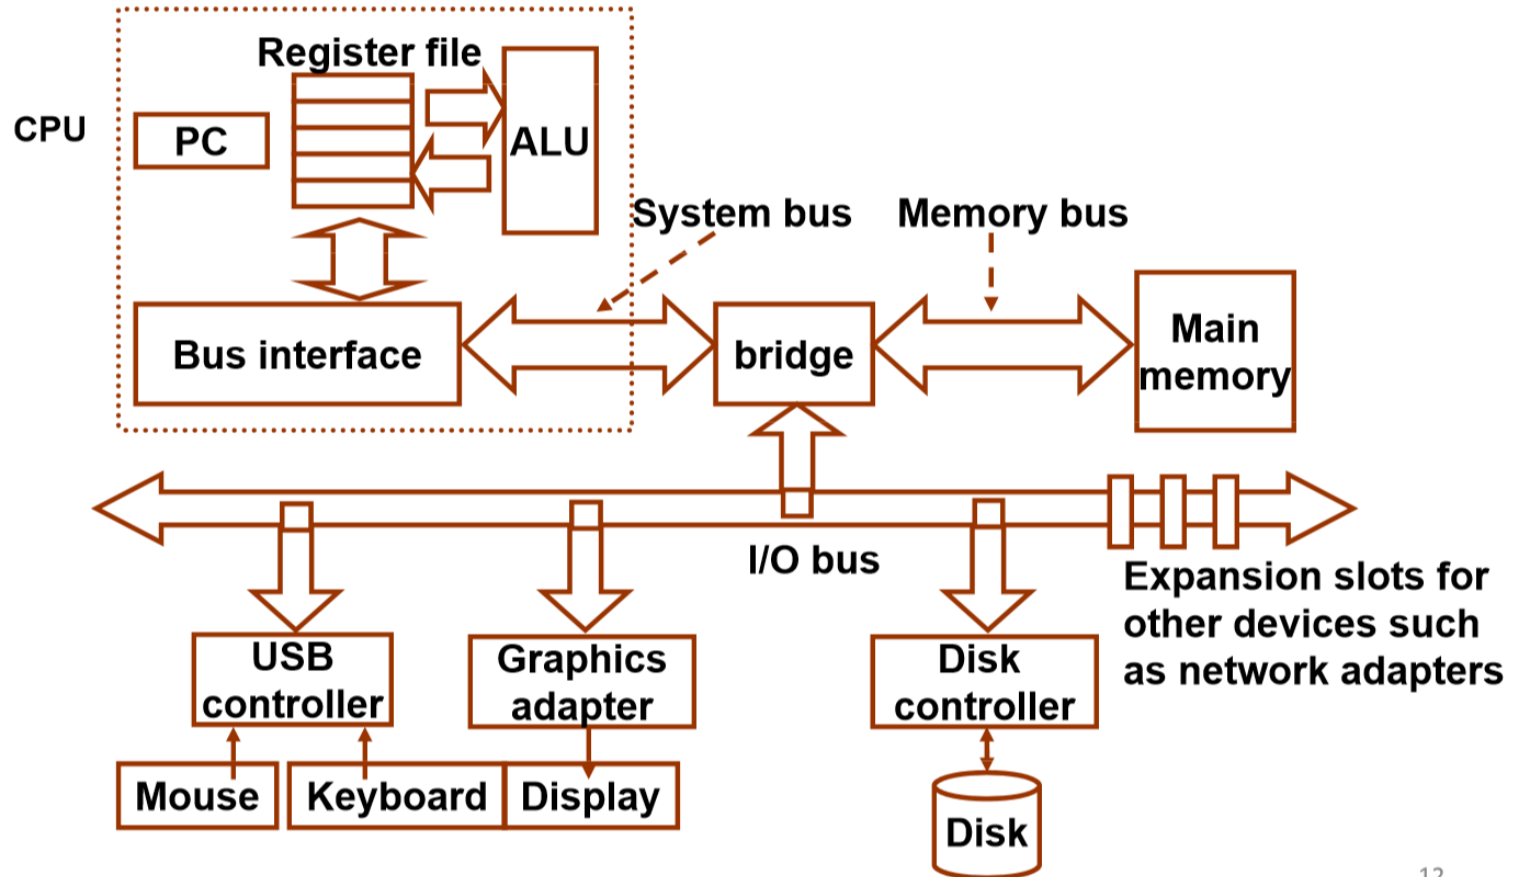 Register file
CPU
PC
ALU
System bus
Memory bus
Bus interface
bridge
Main
memory
I/O bus
Expansion slots for
other devices such
as network adapters
USB
controller
Graphics
adapter
Disk
controller
Mouse
Keyboard
Display
Disk
12